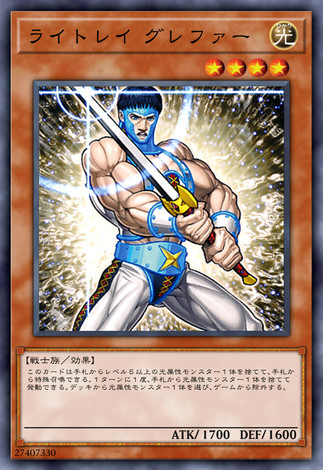 ライトレイ グレファー
光
【戦士族／効果】
このカードは手札からレベル５以上の光属性モンスター１体を捨てて、手札か
ら特殊召喚できる。１ターンに１度、手札から光属性モンスター１体を捨てて
発動できる。デッキから光属性モンスター１体を選び、ゲームから除外する。
ATK/ 1700 DEF/1600
27407330